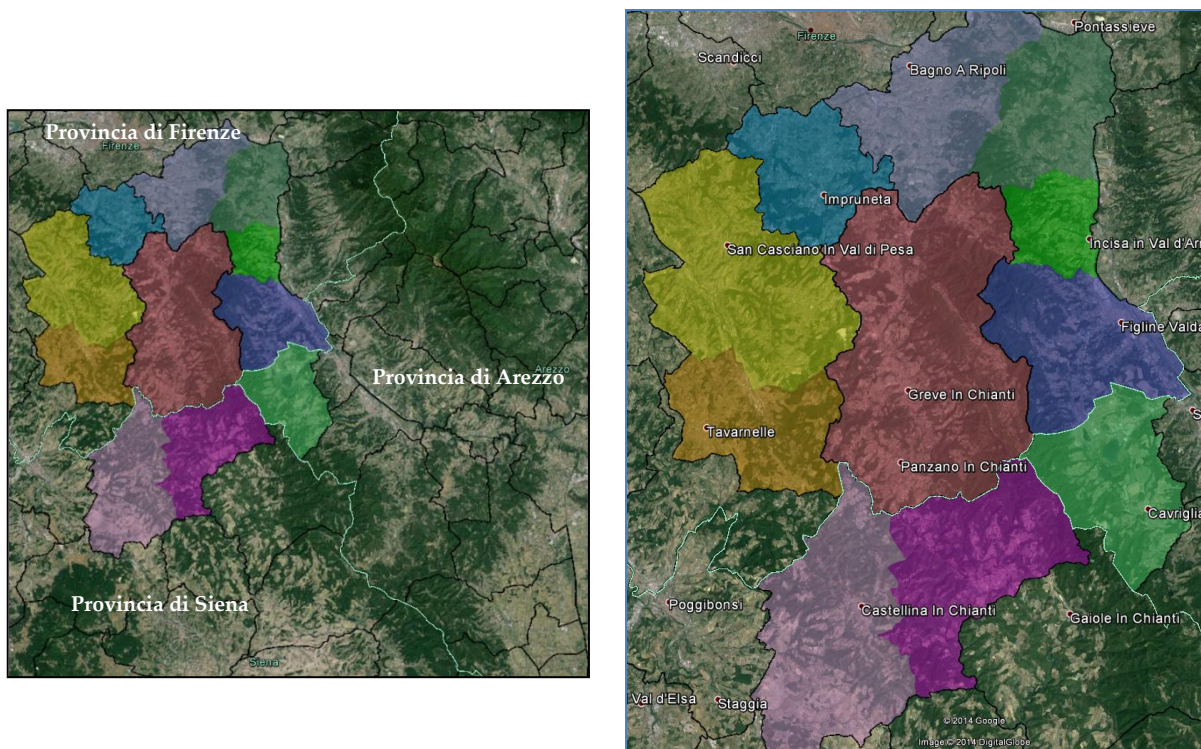 Provincia di Firenze
Firenze
Provincia di Arezzo
Arezzo
Provincia di Siena
Siena
Pontassieve
Firenze
Scandicci
Bagno A Ripoli
Impruneta
San Casciano In Val di Pesa
Incisa in Val d'Arn
Figline Valda
Greve In Chianti
S
Tavarnelle
Panzano In Chianti
Cavriglia
Poggibonsi
Castellina In Chianti
Gaiole In Chianti
Val d'Elsa
Staggia
© 2014 Google
Image © 2014 DigitalGlobe